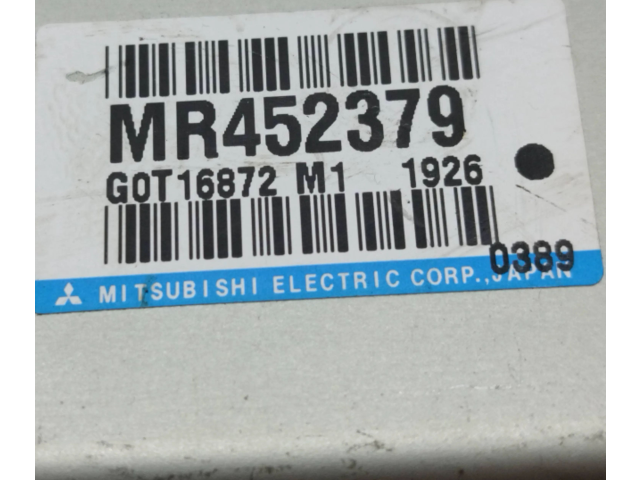 MR452379
G0T16872 M1 1926
0389
MITSUBISHI ELECTRIC CORP., JAPAN